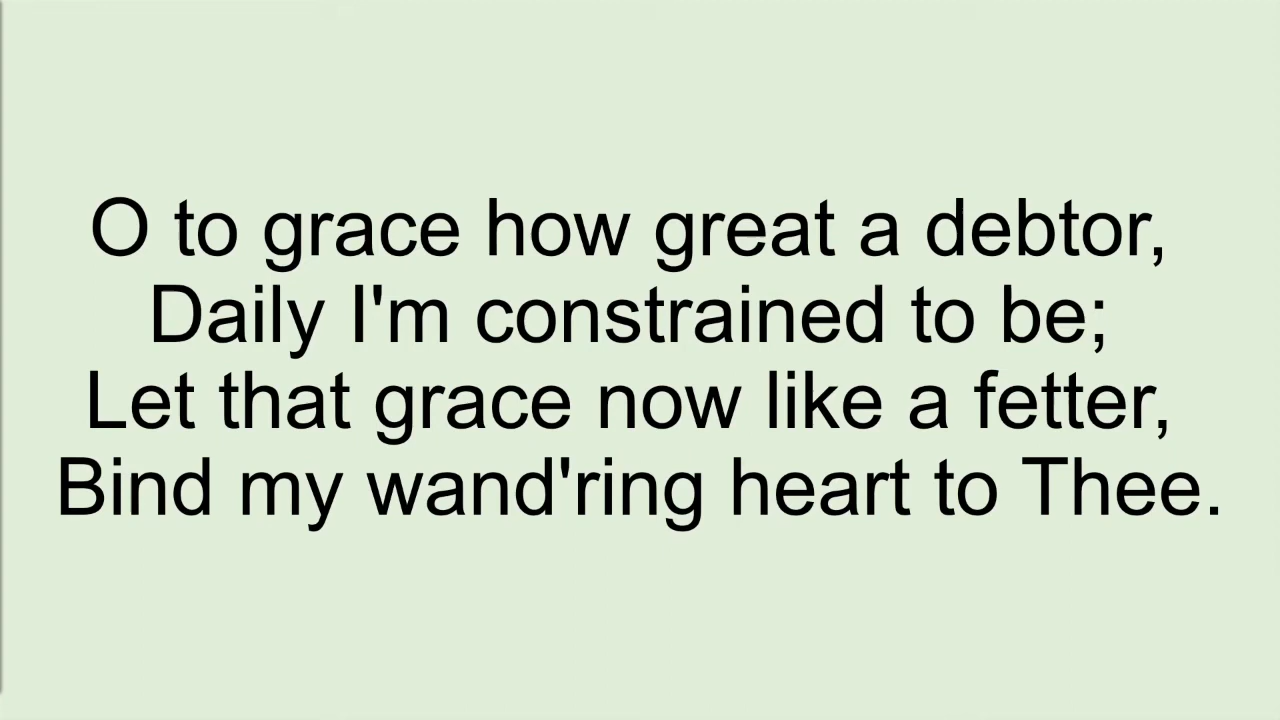 O to grace how great a debtor,
Daily I'm constrained to be;
Let that grace now like a fetter,
Bind my wand'ring heart to Thee.